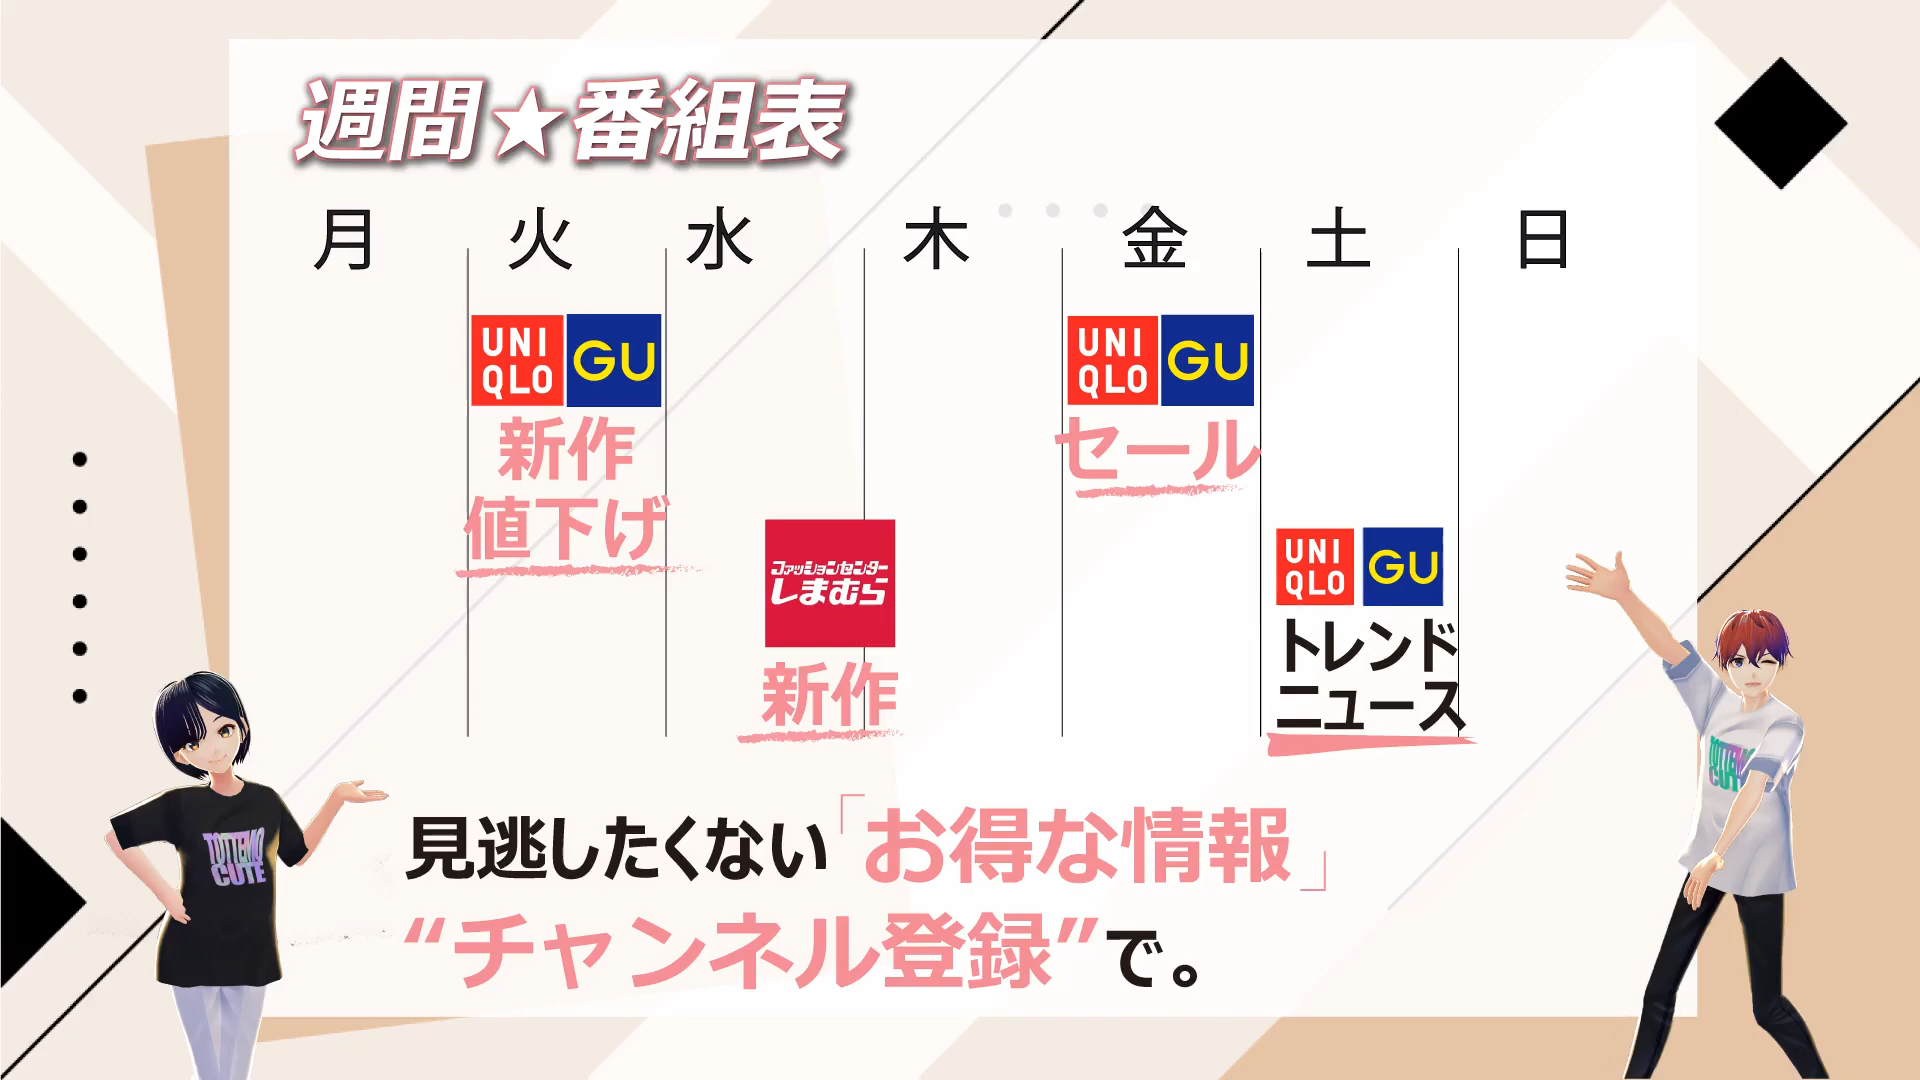 週間★番組表
月 火 水 木 金 土 日
UNI
QLO
GU
新作
値下げ
ファッションセンター
しまむら
新作
UNI
QLO
GU
セール
UNI
QLO
GU
トレンド
ニュース
見逃したくない「お得な情報」
“チャンネル登録”で。
TOTTEMO
CUTE
TOTTEMO
CUTE